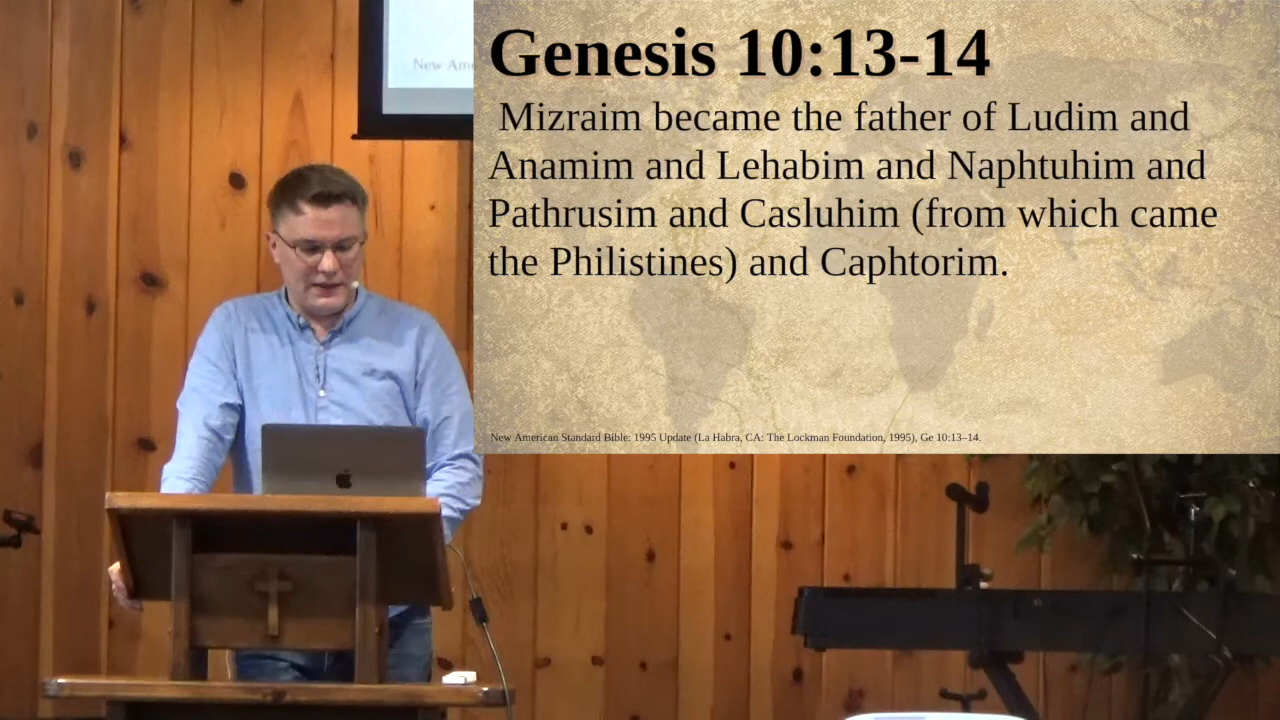 New Ame
Genesis 10:13-14
Mizraim became the father of Ludim and
Anamim and Lehabim and Naphtuhim and
Pathrusim and Casluhim (from which came
the Philistines) and Caphtorim.
New American Standard Bible: 1995 Update (La Habra, CA: The Lockman Foundation, 1995), Ge 10:13–14.